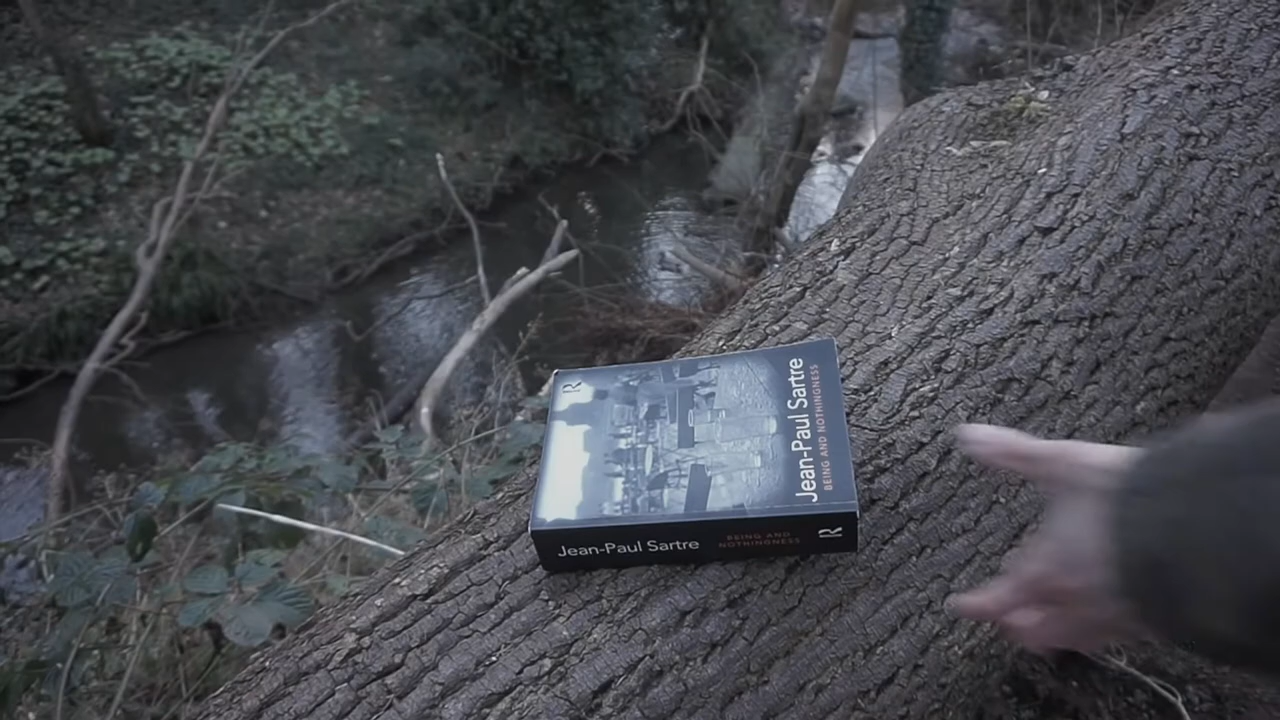 R
Jean-Paul Sartre
BEING AND NOTHINGNESS
Jean-Paul Sartre
BEING AND
NOTHINGNESS
R